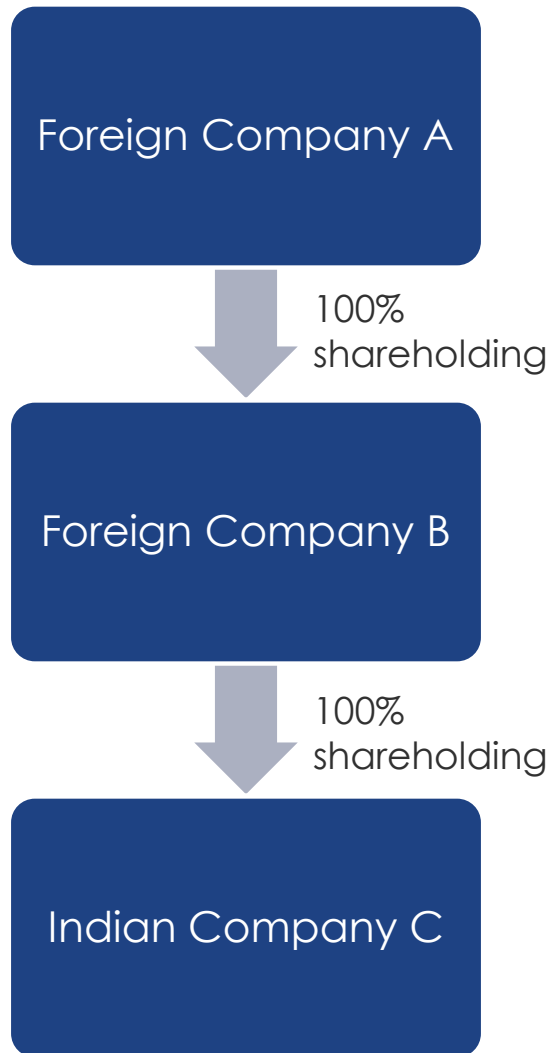 Foreign Company A
100%
shareholding
Foreign Company B
100%
shareholding
Indian Company C